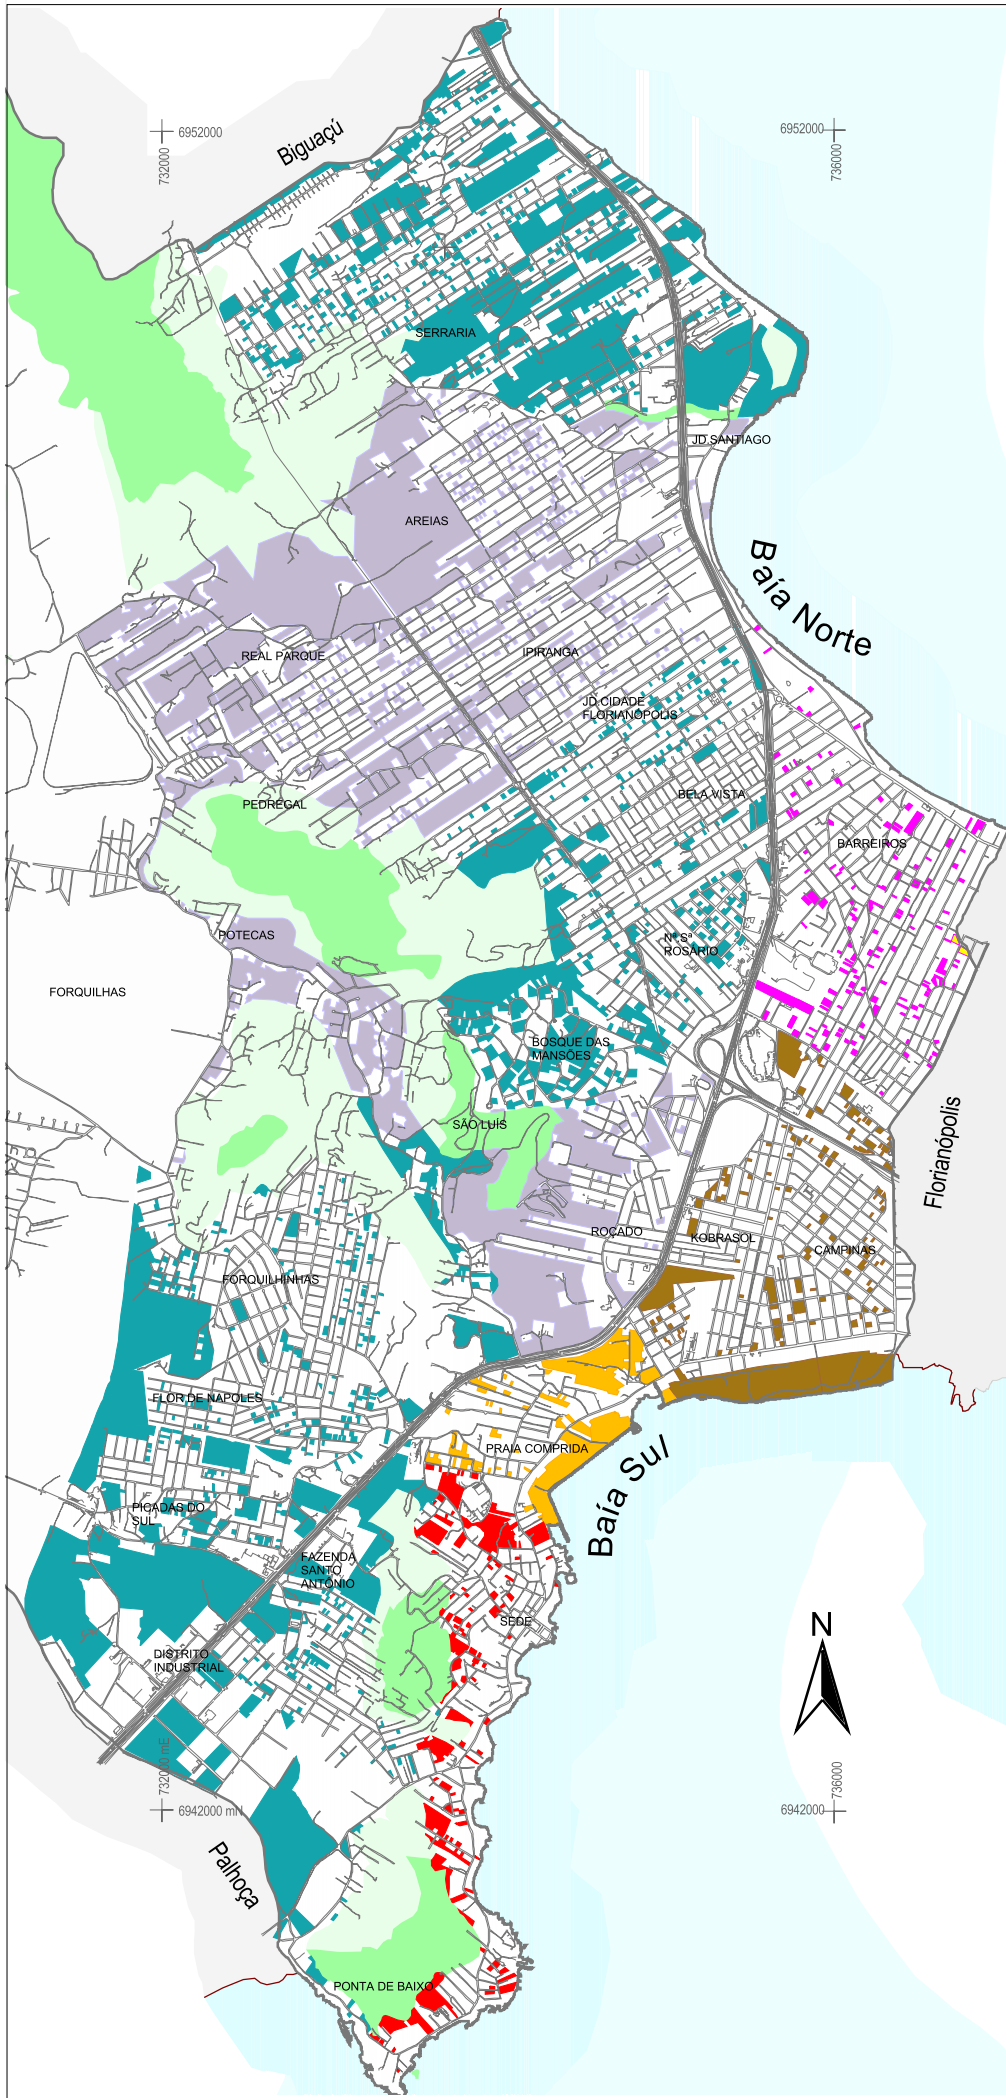 6952000
732000
Biguaçú
6952000
736000
SERRARIA
JD.SANTIAGO
AREIAS
Baía Norte
REAL PARQUE
IPIRANGA
JD.CIDADE
FLORIANÓPOLIS
PEDREGAL
BELA VISTA
BARREIROS
POTECAS
Nª Sª
ROSÁRIO
FORQUILHAS
BOSQUE DAS
MANSÕES
SÃO LUÍS
Florianópolis
ROÇADO
KOBRASOL
CAMPINAS
FORQUILHINHAS
FLOR DE NAPOLES
PRAIA COMPRIDA
Baía Sul
PICADAS DO
SUL
FAZENDA
SANTO
ANTÔNIO
SEDE
N
DISTRITO
INDUSTRIAL
732000 mE
6942000 mN
736000
6942000
Palhoça
PONTA DE BAIXO